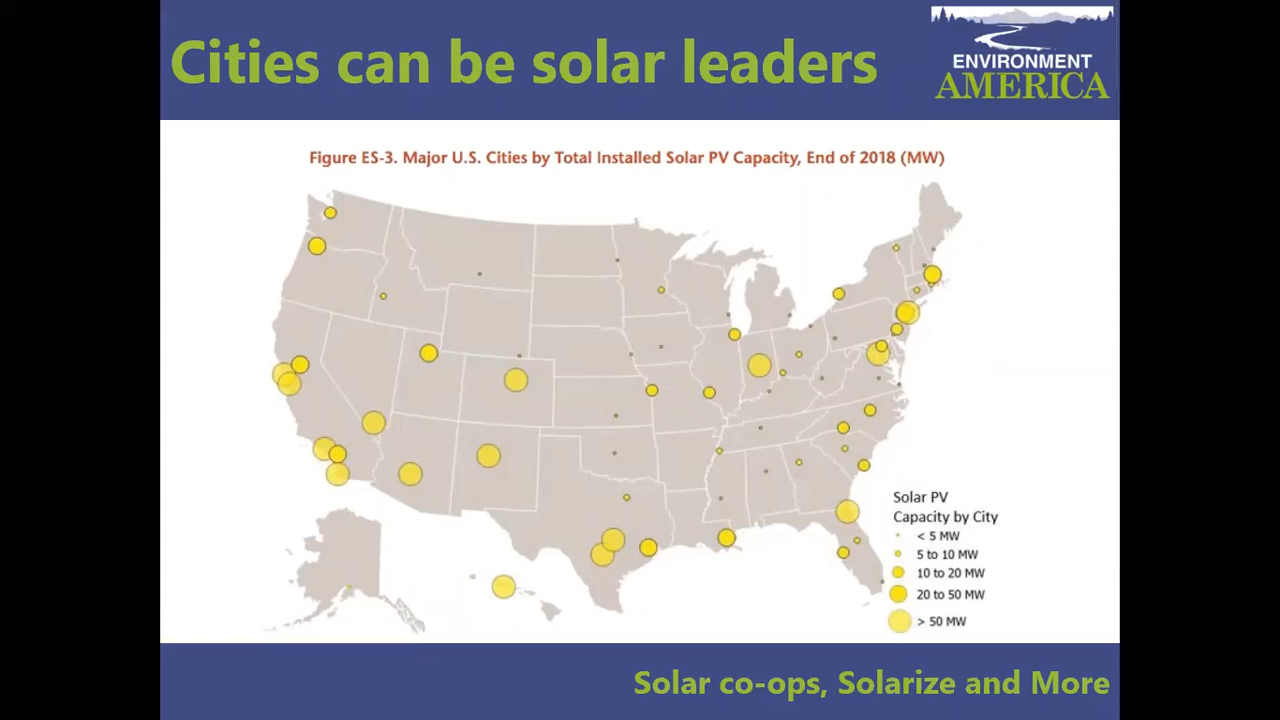 Cities can be solar leaders
ENVIRONMENT
AMERICA
Figure ES-3. Major U.S. Cities by Total Installed Solar PV Capacity, End of 2018 (MW)
Solar PV
Capacity by City
< 5 MW
5 to 10 MW
10 to 20 MW
20 to 50 MW
> 50 MW
Solar co-ops, Solarize and More